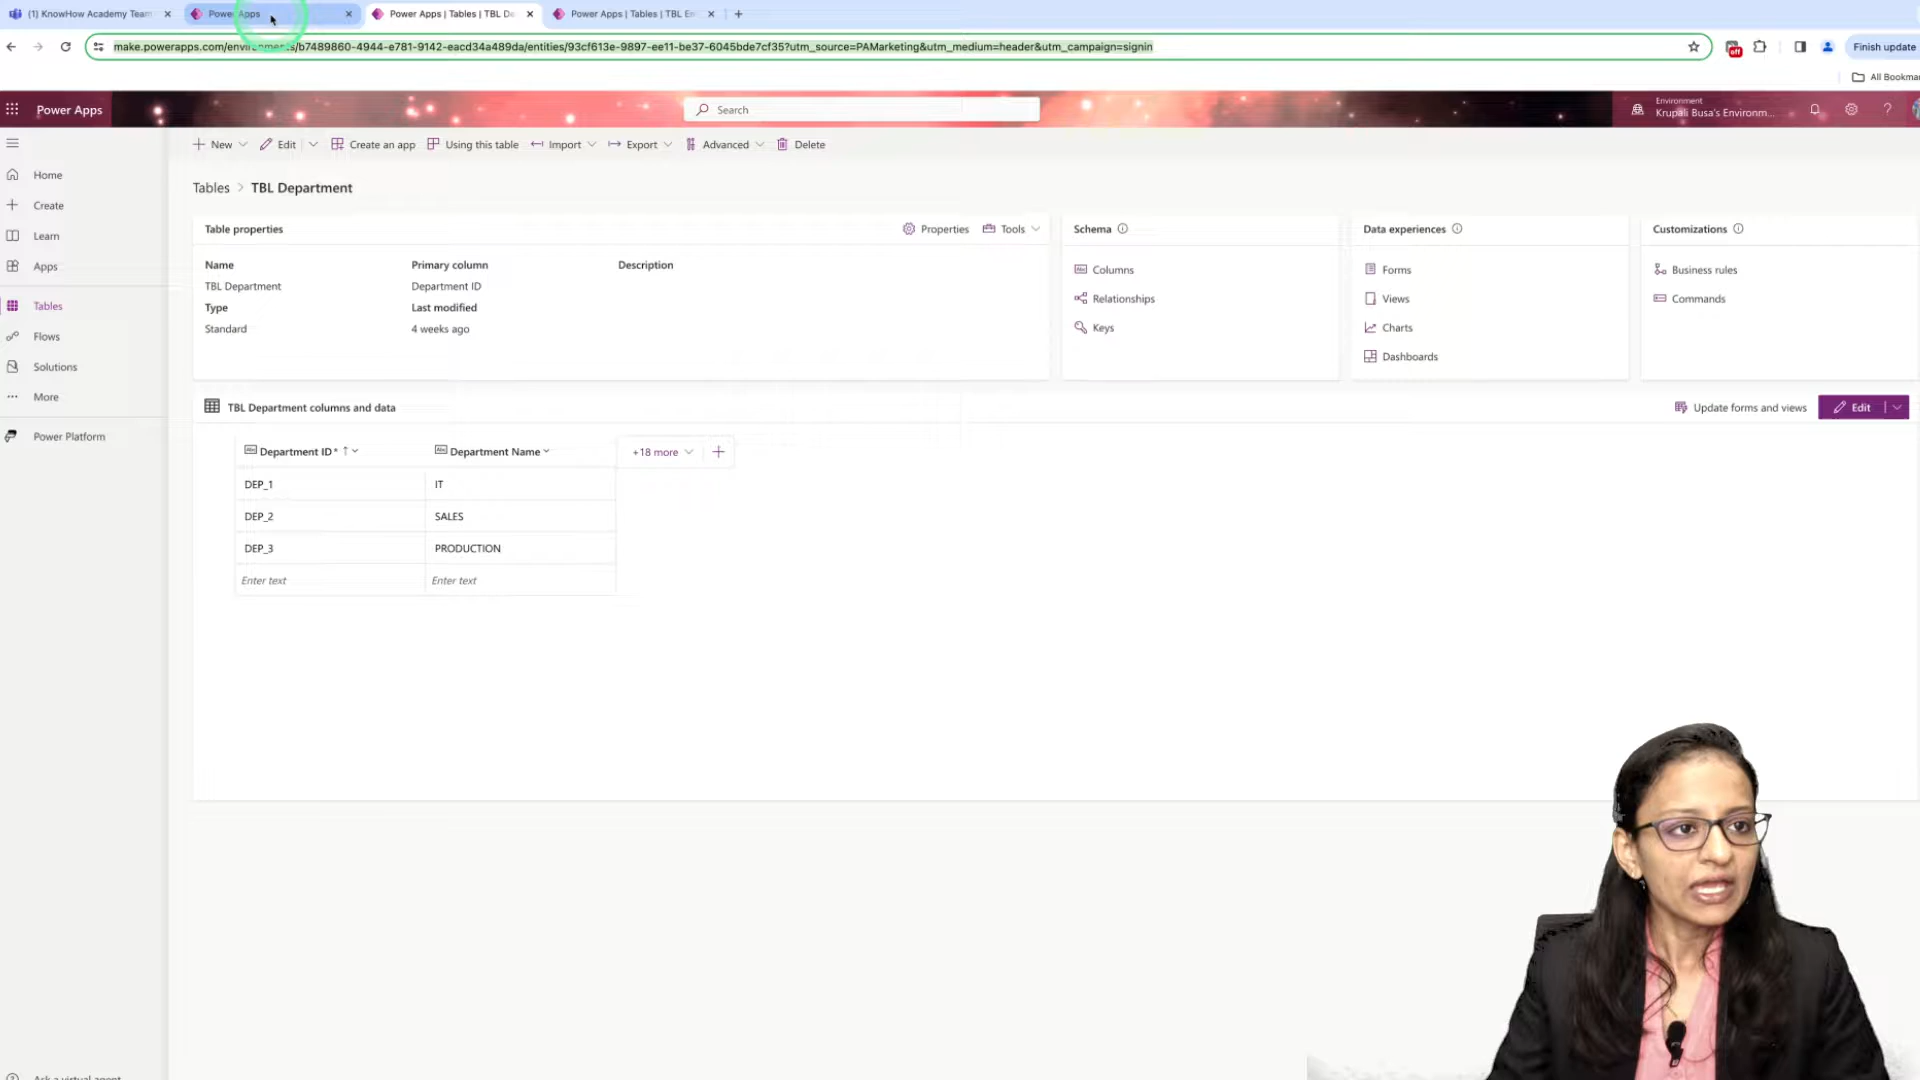 (1) KnowHow Academy Team
Power Apps
Power Apps | Tables | TBL De
Power Apps | Tables | TBL Em
make.powerapps.com/environments/b7489860-4944-e781-9142-eacd34a489da/entities/93cf613e-9897-ee11-be37-6045bde7cf35?utm_source=PAMarketing&utm_medium=header&utm_campaign=signin
off
Finish update
All Bookmar
Power Apps
Search
Environment
Krupali Busa's Environm...
New
Edit
Create an app
Using this table
Import
Export
Advanced
Delete
Home
Create
Learn
Apps
Tables
Flows
Solutions
More
Power Platform
Tables > TBL Department
Table properties
Properties
Tools
Name
Primary column
Description
TBL Department
Department ID
Type
Last modified
Standard
4 weeks ago
Schema
Columns
Relationships
Keys
Data experiences
Forms
Views
Charts
Dashboards
Customizations
Business rules
Commands
TBL Department columns and data
Update forms and views
Edit
Department ID *
Department Name
+18 more
DEP_1
IT
DEP_2
SALES
DEP_3
PRODUCTION
Enter text
Enter text
Ask a virtual agent